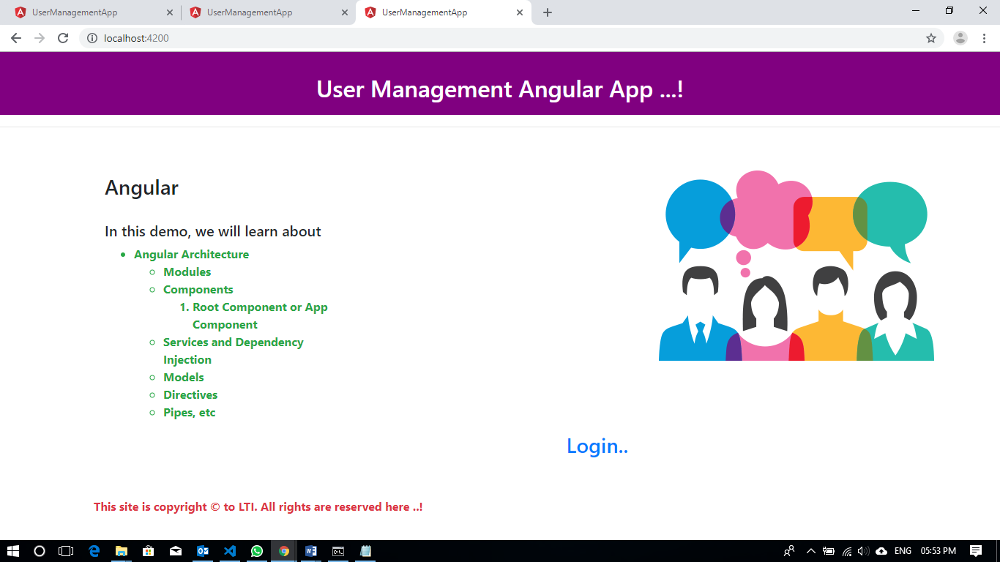 UserManagementApp
UserManagementApp
UserManagementApp
localhost:4200
User Management Angular App ...!
Angular
In this demo, we will learn about
Angular Architecture
Modules
Components
1. Root Component or App
Component
Services and Dependency
Injection
Models
Directives
Pipes, etc
Login..
This site is copyright © to LTI. All rights are reserved here ..!
ENG
05:53 PM